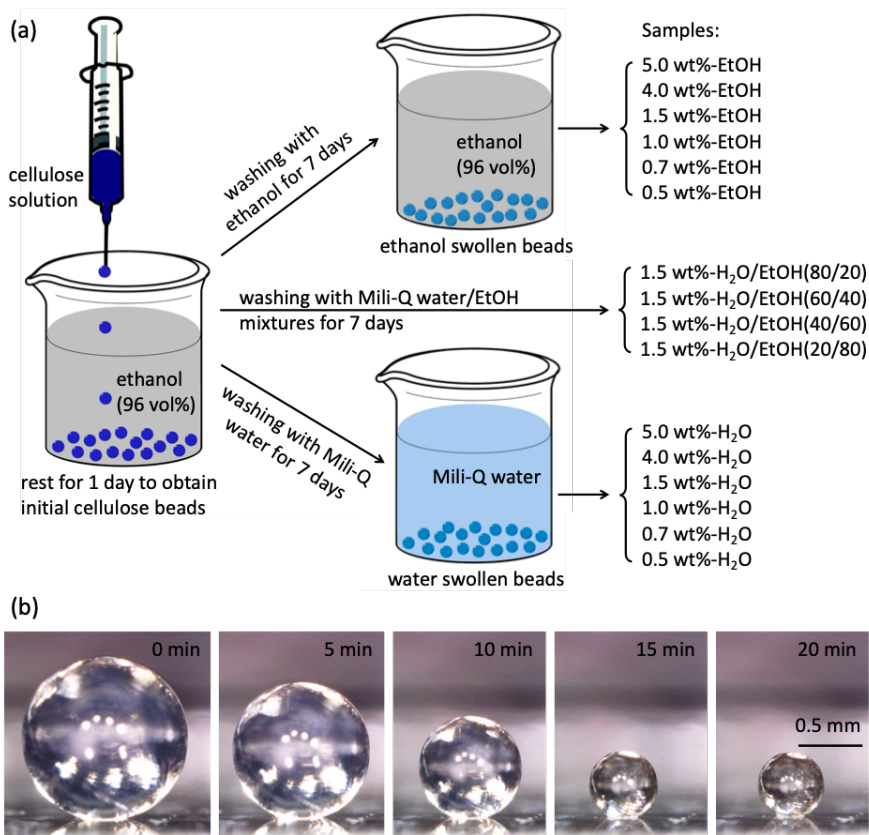 (a)
cellulose
solution
ethanol
(96 vol%)
rest for 1 day to obtain
initial cellulose beads
washing with
ethanol for 7 days
ethanol
(96 vol%)
ethanol swollen beads
washing with Mili-Q water/EtOH
mixtures for 7 days
washing with Mili-Q
water for 7 days
Mili-Q water
water swollen beads
Samples:
5.0 wt%-EtOH
4.0 wt%-EtOH
1.5 wt%-EtOH
1.0 wt%-EtOH
0.7 wt%-EtOH
0.5 wt%-EtOH
1.5 wt%-H₂O/EtOH(80/20)
1.5 wt%-H₂O/EtOH(60/40)
1.5 wt%-H₂O/EtOH(40/60)
1.5 wt%-H₂O/EtOH(20/80)
5.0 wt%-H₂O
4.0 wt%-H₂O
1.5 wt%-H₂O
1.0 wt%-H₂O
0.7 wt%-H₂O
0.5 wt%-H₂O
(b)
0 min
5 min
10 min
15 min
20 min
0.5 mm